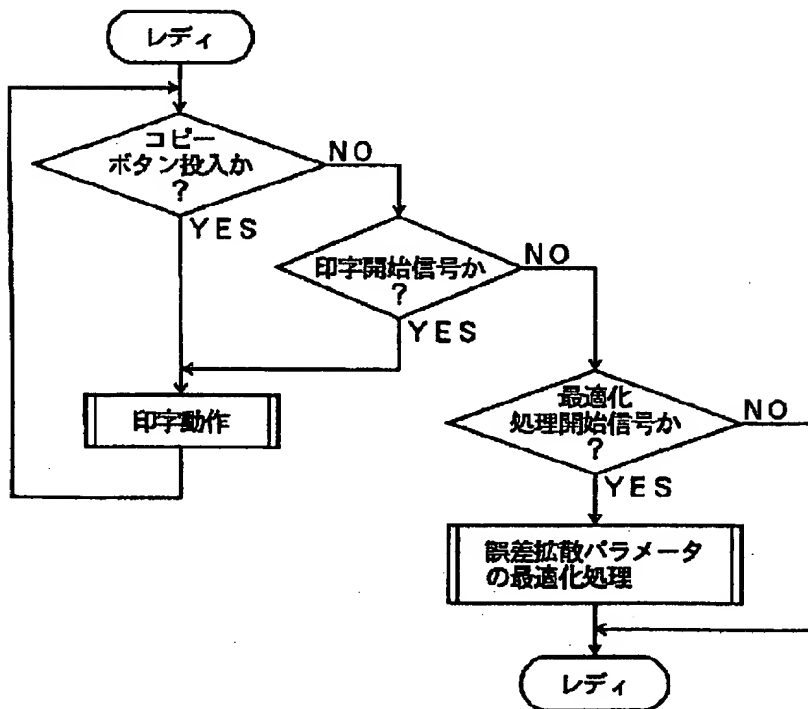 レディ
コピー
ボタン投入か
?
NO
YES
印字開始信号か
?
NO
YES
印字動作
最適化
処理開始信号か
?
NO
YES
誤差拡散パラメータ
の最適化処理
レディ